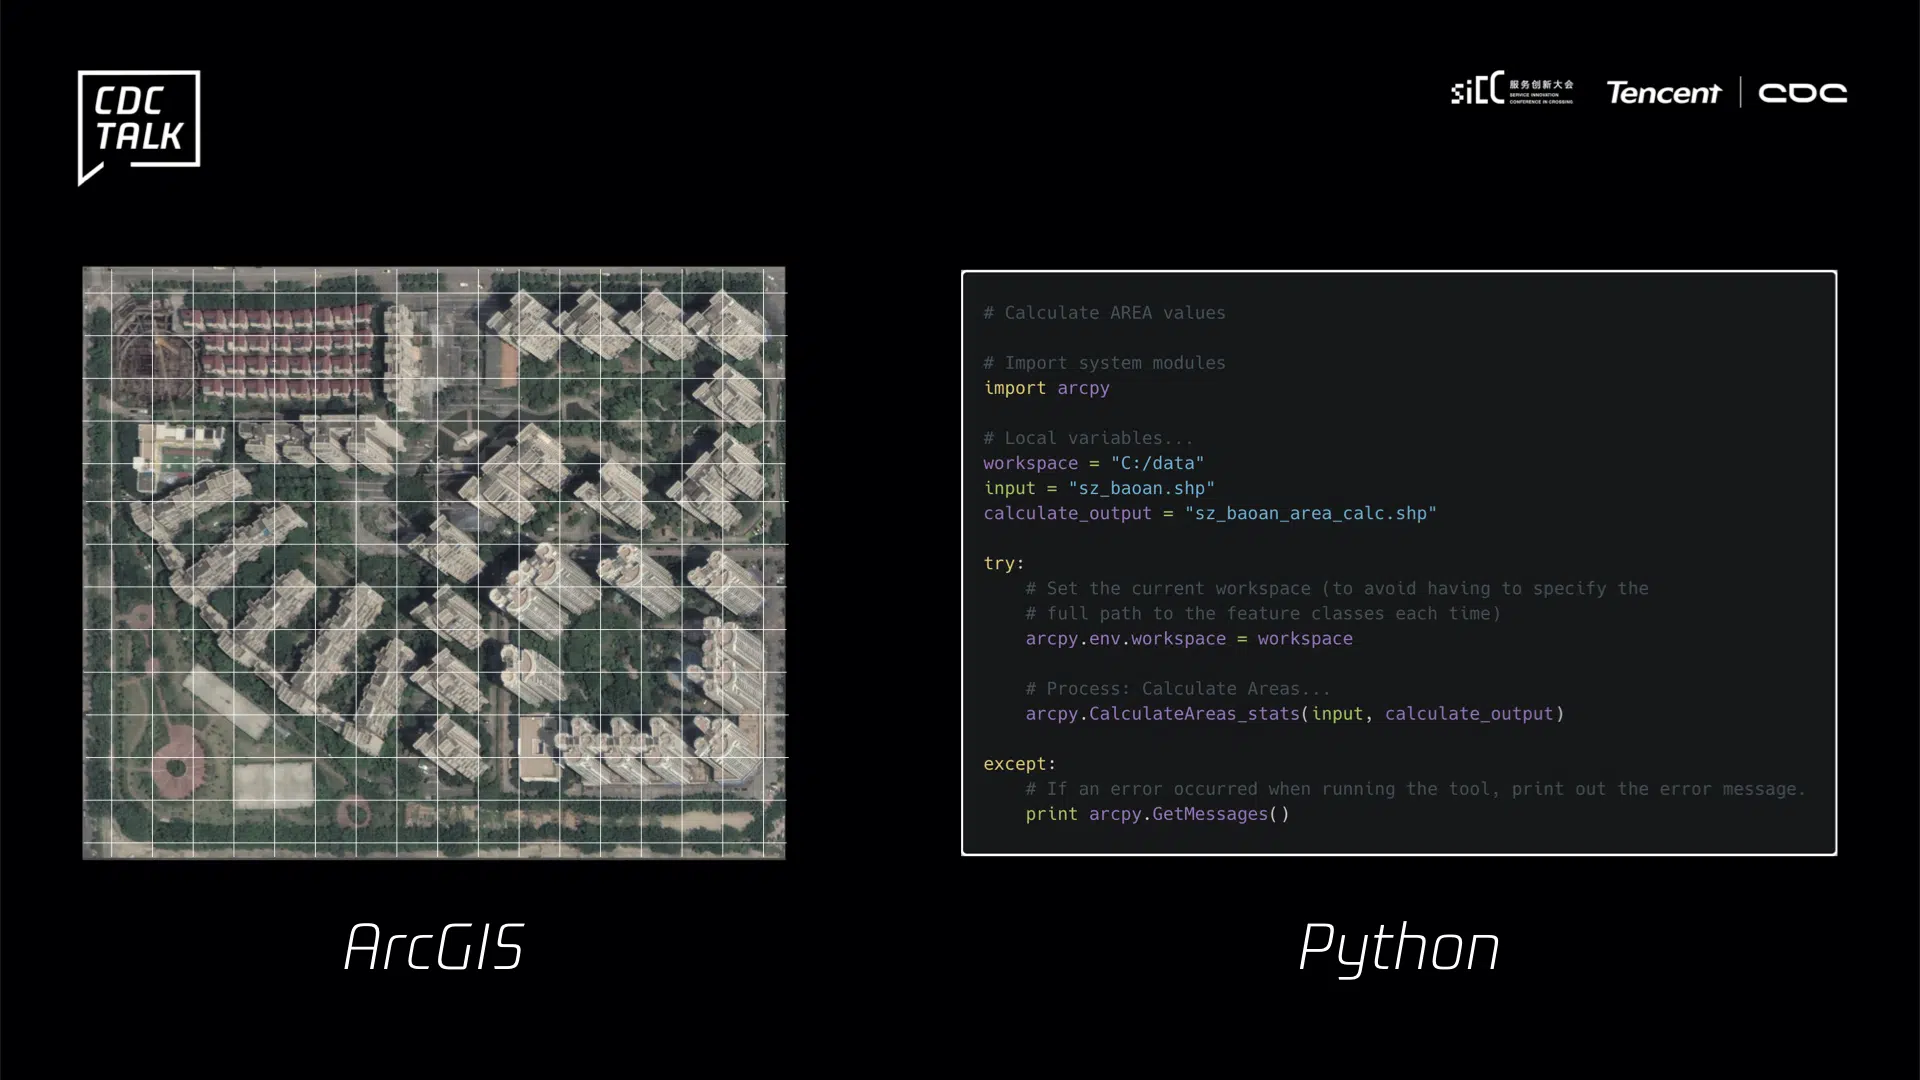 CDC
TALK
siCC 服务创新大会
SERVICE INNOVATION
CONFERENCE IN CROSSING
Tencent | CDC
# Calculate AREA values
# Import system modules
import arcpy
# Local variables...
workspace = "C:/data"
input = "sz_baoan.shp"
calculate_output = "sz_baoan_area_calc.shp"
try:
    # Set the current workspace (to avoid having to specify the
    # full path to the feature classes each time)
    arcpy.env.workspace = workspace
    # Process: Calculate Areas...
    arcpy.CalculateAreas_stats(input, calculate_output)
except:
    # If an error occurred when running the tool, print out the error message.
    print arcpy.GetMessages()
ArcGIS
Python